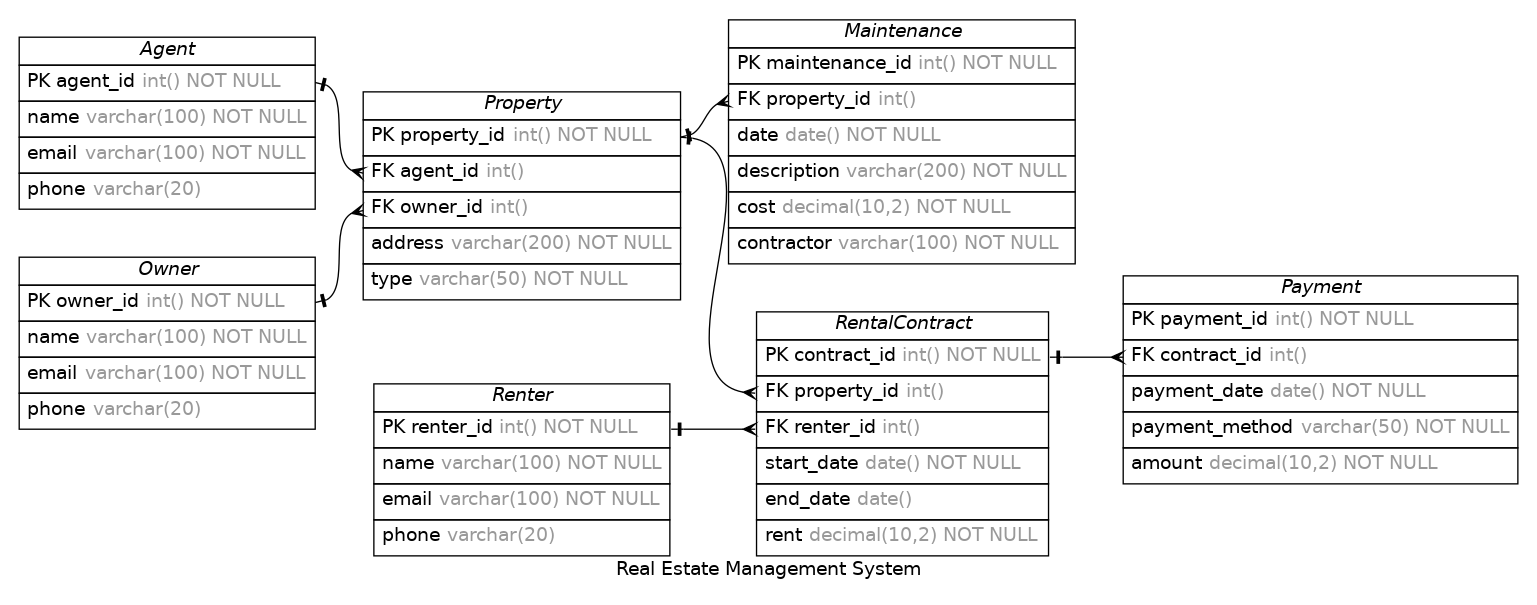 Agent
PK agent_id int() NOT NULL
name varchar(100) NOT NULL
email varchar(100) NOT NULL
phone varchar(20)
Owner
PK owner_id int() NOT NULL
name varchar(100) NOT NULL
email varchar(100) NOT NULL
phone varchar(20)
Property
PK property_id int() NOT NULL
FK agent_id int()
FK owner_id int()
address varchar(200) NOT NULL
type varchar(50) NOT NULL
Renter
PK renter_id int() NOT NULL
name varchar(100) NOT NULL
email varchar(100) NOT NULL
phone varchar(20)
Maintenance
PK maintenance_id int() NOT NULL
FK property_id int()
date date() NOT NULL
description varchar(200) NOT NULL
cost decimal(10,2) NOT NULL
contractor varchar(100) NOT NULL
RentalContract
PK contract_id int() NOT NULL
FK property_id int()
FK renter_id int()
start_date date() NOT NULL
end_date date()
rent decimal(10,2) NOT NULL
Payment
PK payment_id int() NOT NULL
FK contract_id int()
payment_date date() NOT NULL
payment_method varchar(50) NOT NULL
amount decimal(10,2) NOT NULL
Real Estate Management System